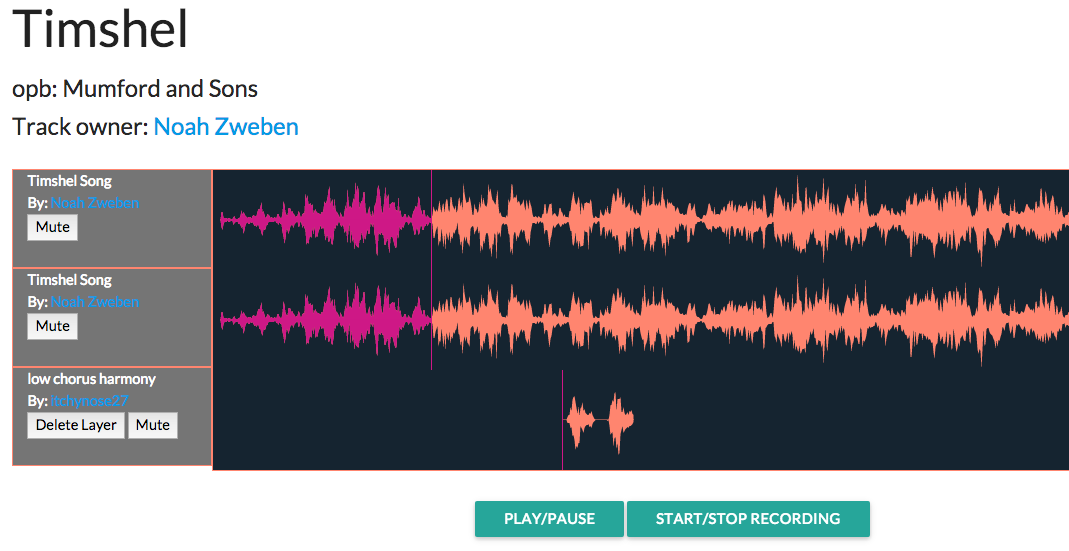 Timshel
opb: Mumford and Sons
Track owner: Noah Zweben
Timshel Song
By: Noah Zweben
Mute
Timshel Song
By: Noah Zweben
Mute
low chorus harmony
By: itchynose27
Delete Layer Mute
PLAY/PAUSE START/STOP RECORDING